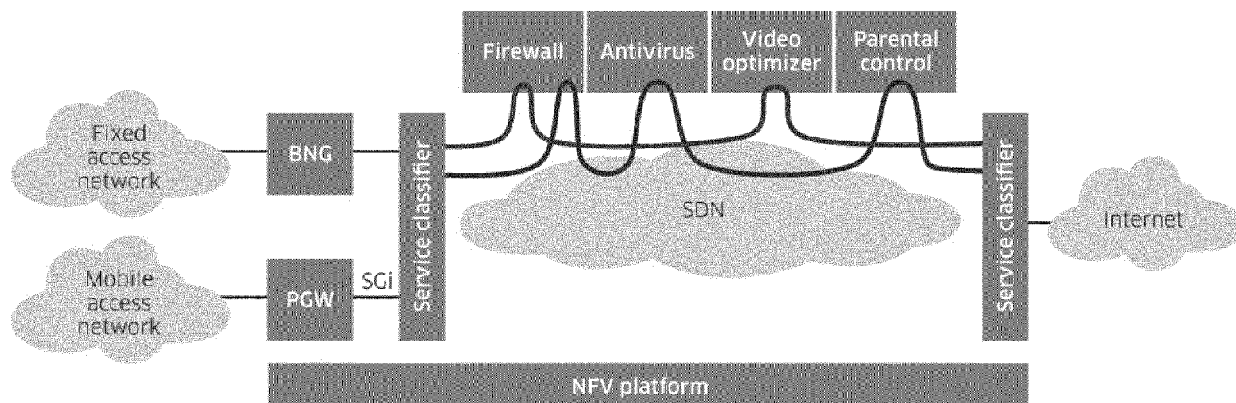 Firewall
Antivirus
Video
optimizer
Parental
control
Fixed
access
network
BNG
Service classifier
SDN
Service classifier
Internet
Mobile
access
network
PGW
SGi
NFV platform